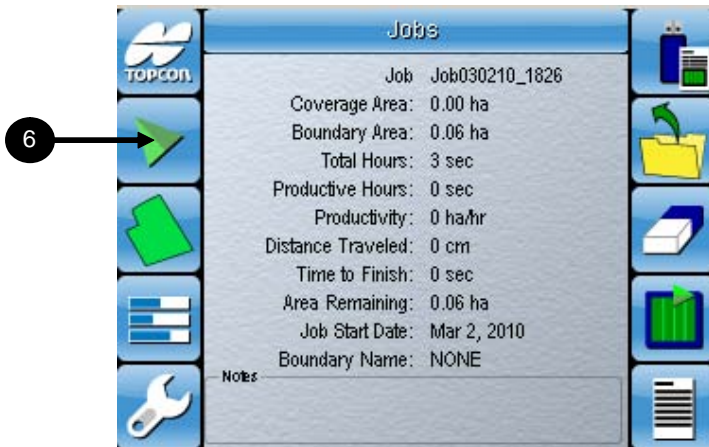 Jobs
TOPCON
Job Job030210_1826
Coverage Area: 0.00 ha
Boundary Area: 0.06 ha
6
Total Hours: 3 sec
Productive Hours: 0 sec
Productivity: 0 ha/hr
Distance Traveled: 0 cm
Time to Finish: 0 sec
Area Remaining: 0.06 ha
Job Start Date: Mar 2, 2010
Boundary Name: NONE
Notes